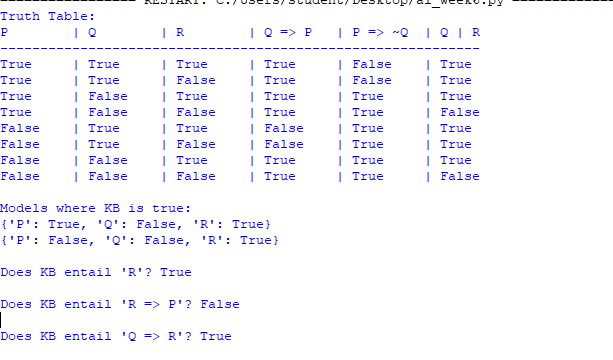 ================= RESTART: C:/Users/student/Desktop/ai_week6.py =============
Truth Table:
P         | Q         | R         | Q => P    | P => ~Q   | Q | R
------------------------------------------------------------
True      | True      | True      | True      | False     | True
True      | True      | False     | True      | False     | True
True      | False     | True      | True      | True      | True
True      | False     | False     | True      | True      | False
False     | True      | True      | False     | True      | True
False     | True      | False     | False     | True      | True
False     | False     | True      | True      | True      | True
False     | False     | False     | True      | True      | False
Models where KB is true:
{'P': True, 'Q': False, 'R': True}
{'P': False, 'Q': False, 'R': True}
Does KB entail 'R'? True
Does KB entail 'R => P'? False
Does KB entail 'Q => R'? True